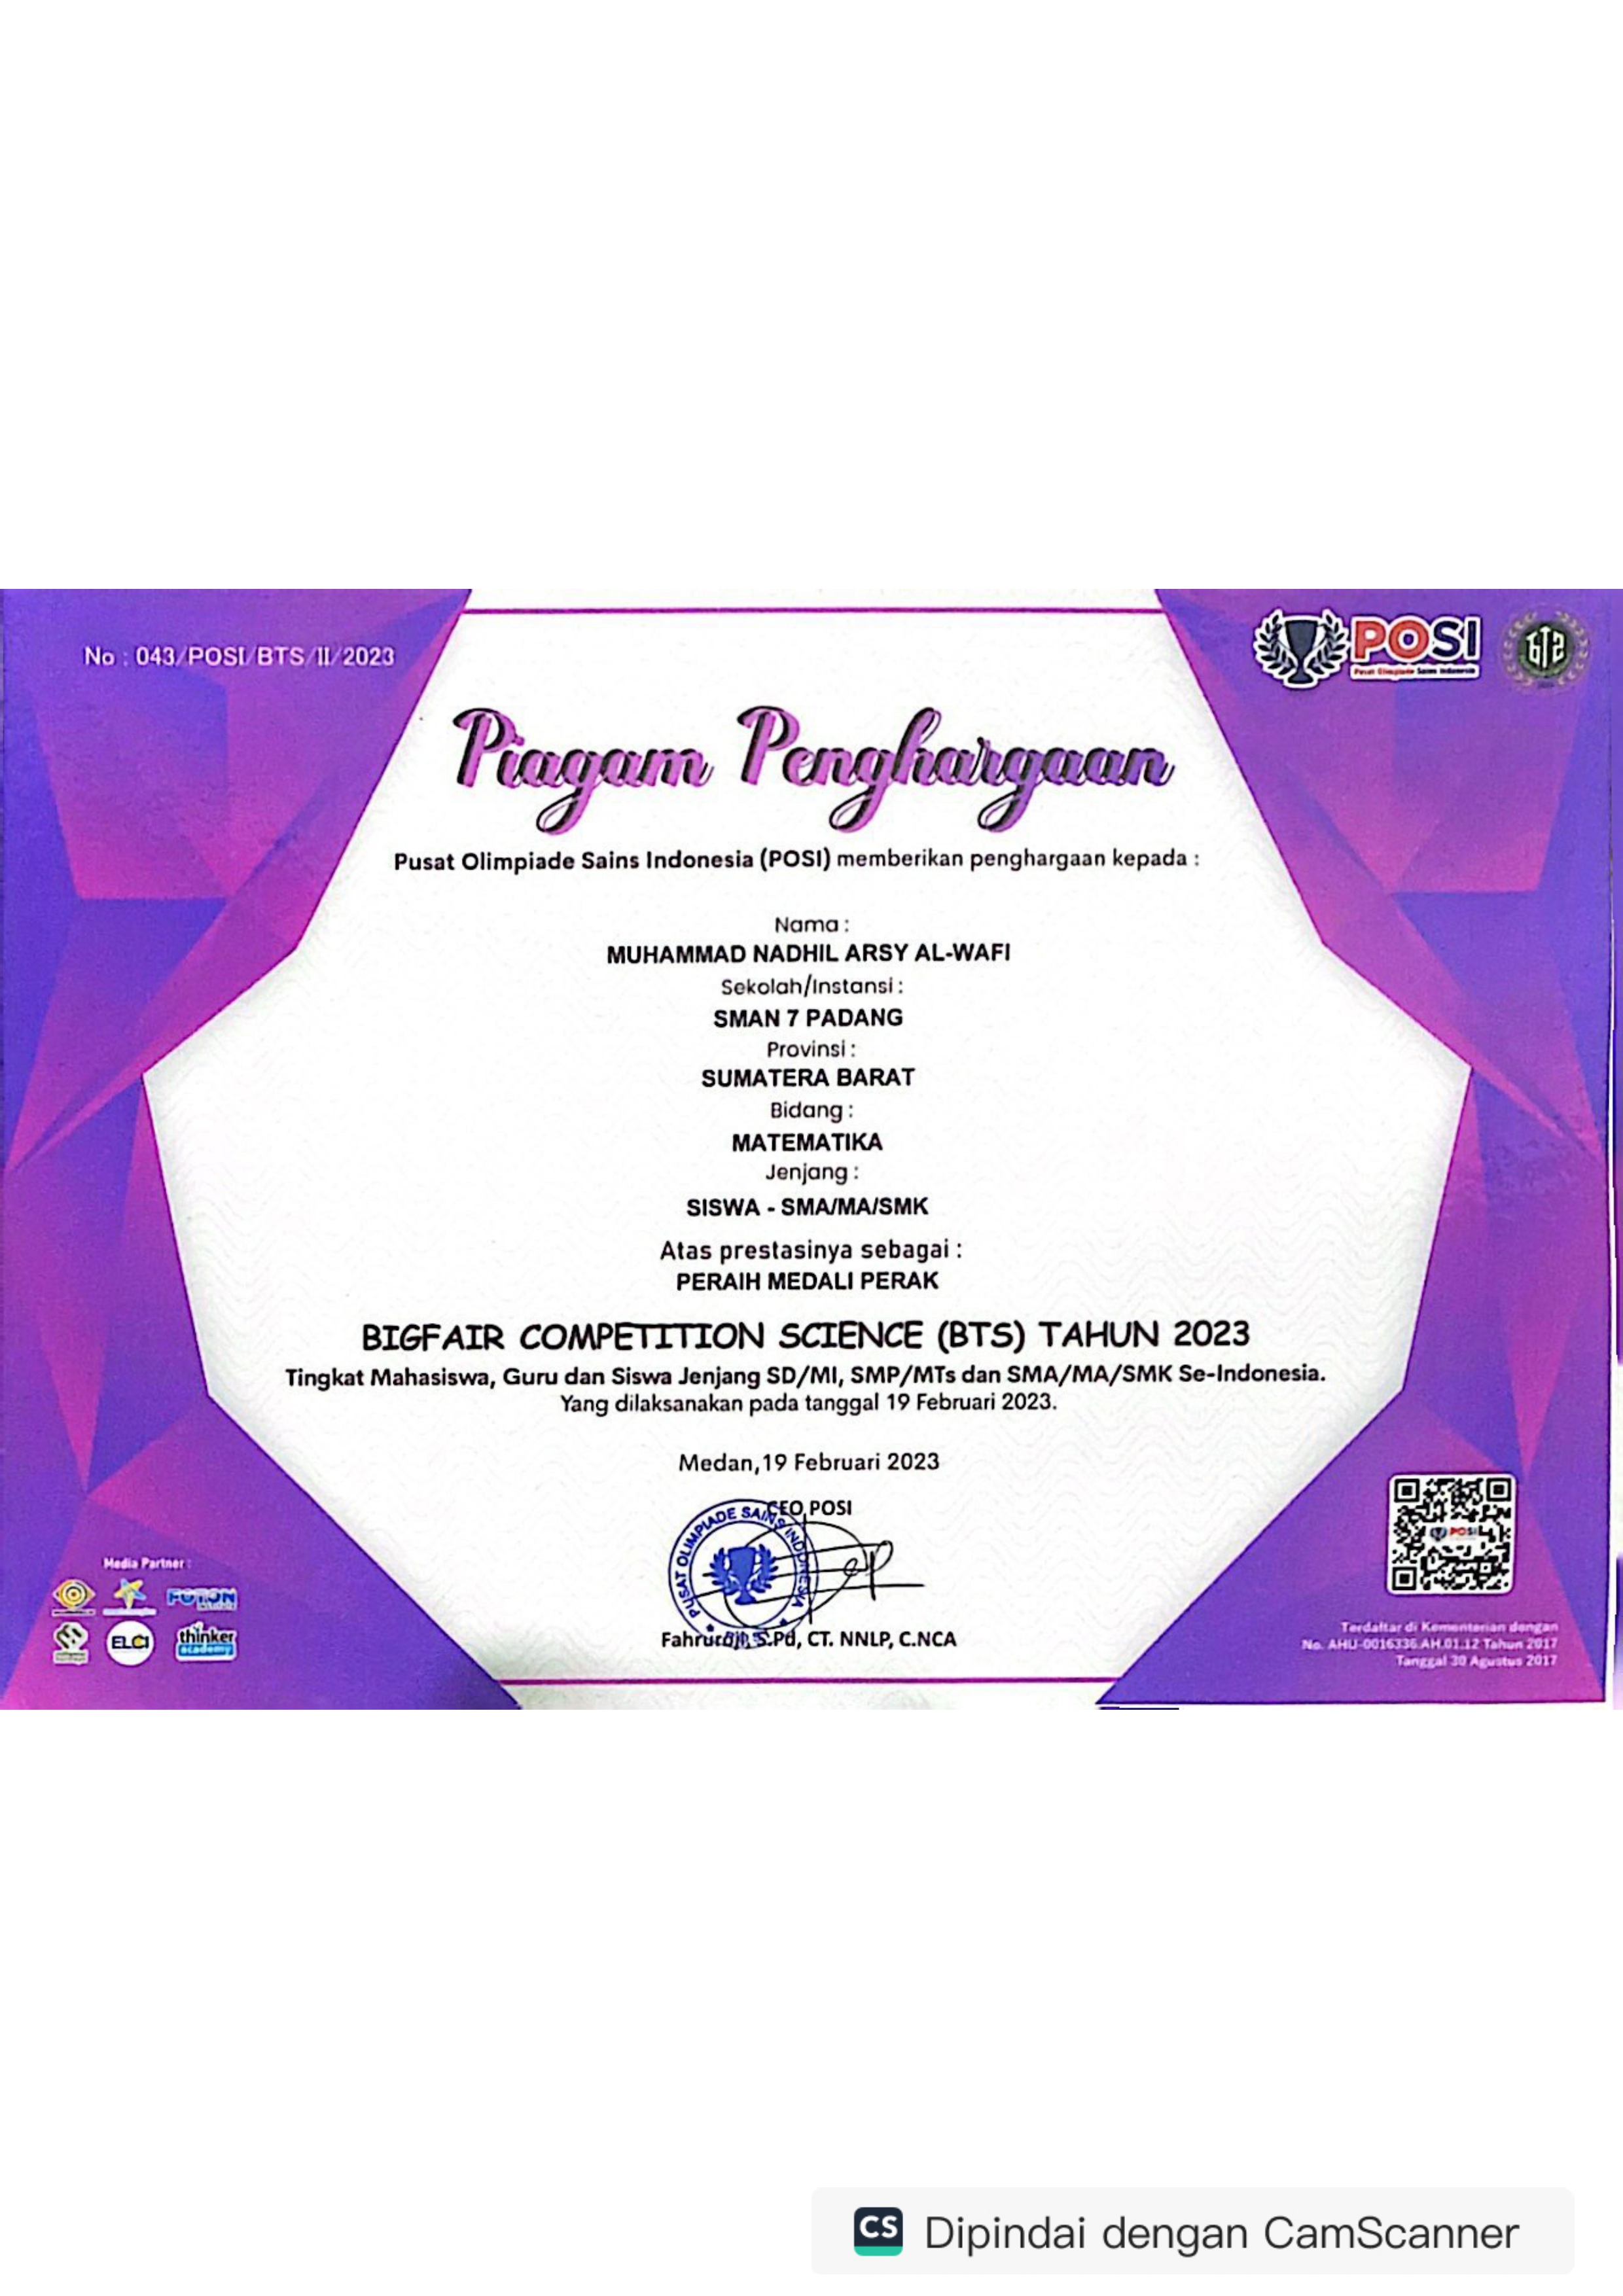 No : 043/POSI/BTS/II/2023
POSI
Pusat Olimpiade Sains Indonesia
Piagam Penghargaan
Pusat Olimpiade Sains Indonesia (POSI) memberikan penghargaan kepada :
Nama :
MUHAMMAD NADHIL ARSY AL-WAFI
Sekolah/Instansi :
SMAN 7 PADANG
Provinsi :
SUMATERA BARAT
Bidang :
MATEMATIKA
Jenjang :
SISWA - SMA/MA/SMK
Atas prestasinya sebagai :
PERAIH MEDALI PERAK
BIGFAIR COMPETITION SCIENCE (BTS) TAHUN 2023
Tingkat Mahasiswa, Guru dan Siswa Jenjang SD/MI, SMP/MTs dan SMA/MA/SMK Se-Indonesia.
Yang dilaksanakan pada tanggal 19 Februari 2023.
Medan,19 Februari 2023
CEO POSI
PUSAT OLIMPIADE SAINS INDONESIA
S.Pd, CT. NNLP, C.NCA
Media Partner :
FOTON
ELCI
thinker
academy
POSI
Terdaftar di Kementerian dengan
No. AHU-0016336.AH.01.12 Tahun 2017
Tanggal 30 Agustus 2017
CS Dipindai dengan CamScanner